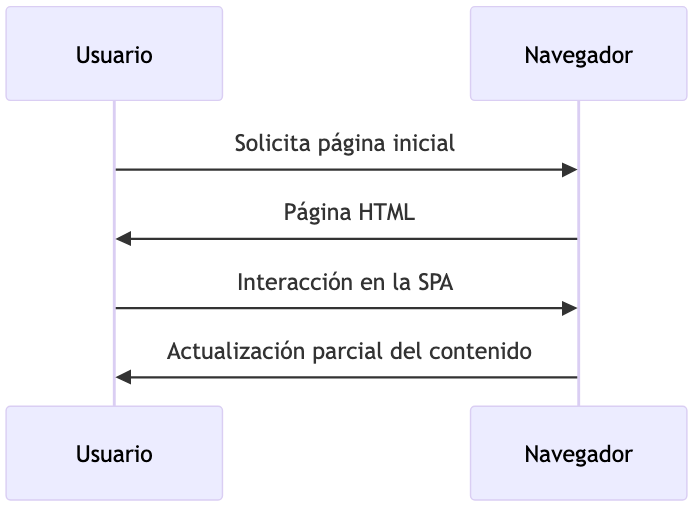 Usuario
Navegador
Solicita página inicial
Página HTML
Interacción en la SPA
Actualización parcial del contenido
Usuario
Navegador